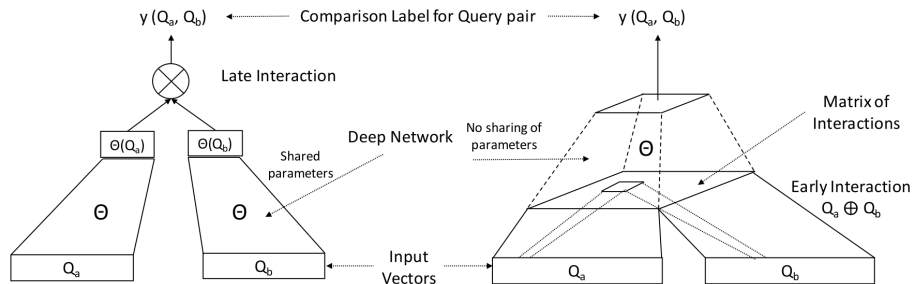 y (Qa, Qb)
Comparison Label for Query pair
y (Qa, Qb)
Late Interaction
Θ(Qa)
Θ(Qb)
Deep Network
Shared
parameters
Θ
Θ
Qa
Qb
Input
Vectors
No sharing of
parameters
Θ
Matrix of
Interactions
Early Interaction
Qa ⊕ Qb
Qa
Qb